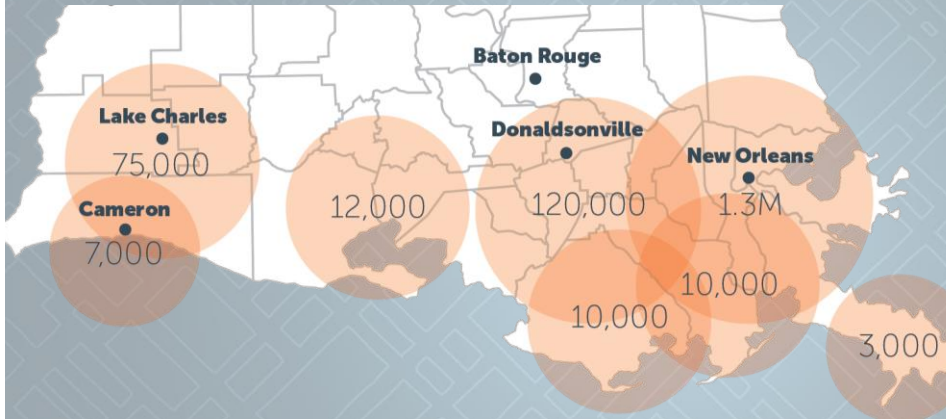 Baton Rouge
Lake Charles
75,000
Donaldsonville
120,000
New Orleans
1.3M
Cameron
7,000
12,000
10,000
10,000
3,000